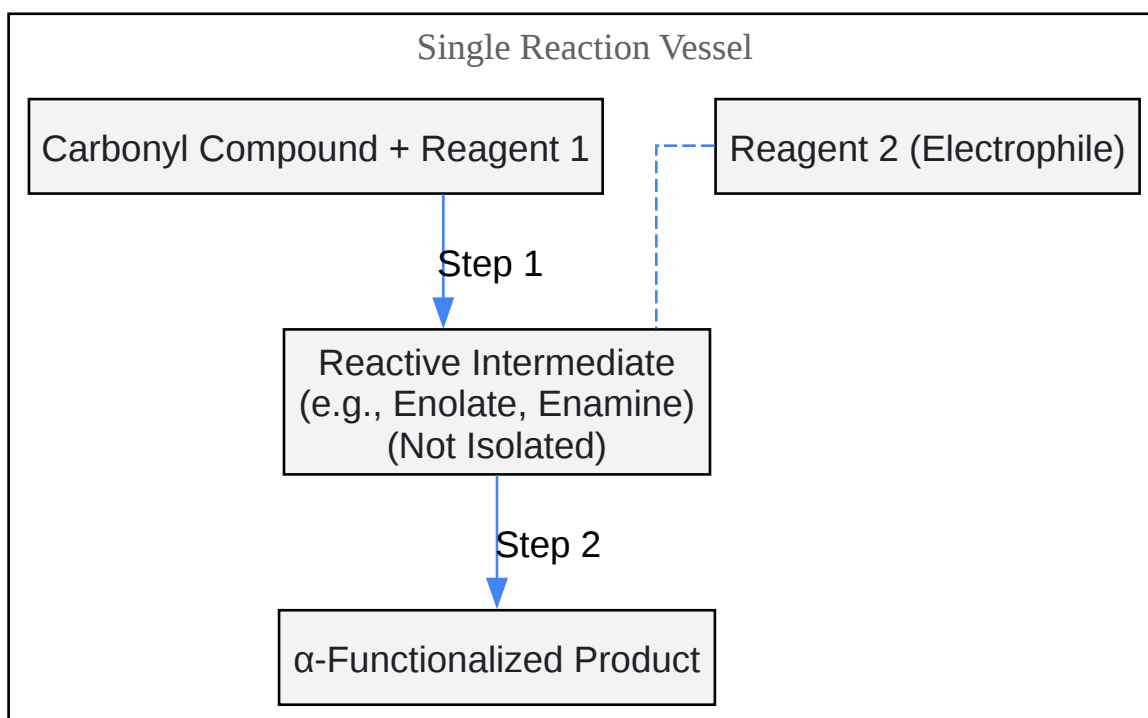 Single Reaction Vessel
Carbonyl Compound + Reagent 1
Reagent 2 (Electrophile)
Step 1
Reactive Intermediate
(e.g., Enolate, Enamine)
(Not Isolated)
Step 2
α-Functionalized Product